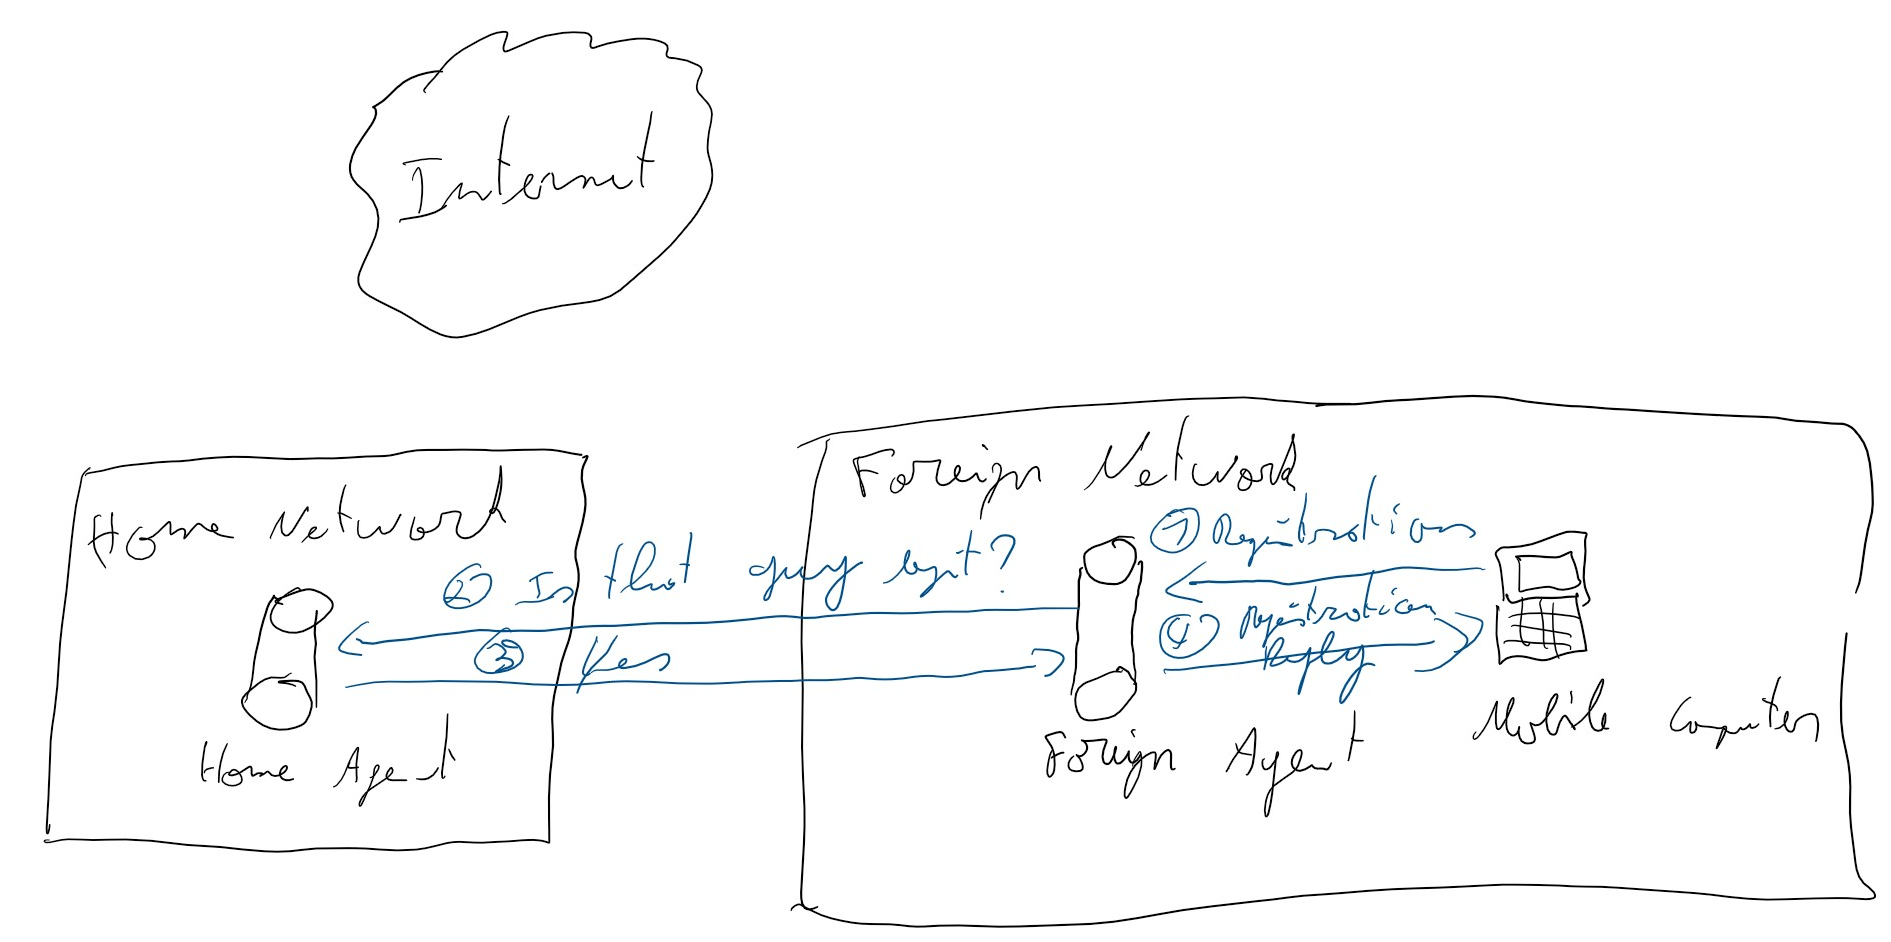 Internet
Foreign Network
Home Network
① Registration
② Is that guy legit?
④ Registration
Reply
③ Yes
Mobile Computer
Foreign Agent
Home Agent